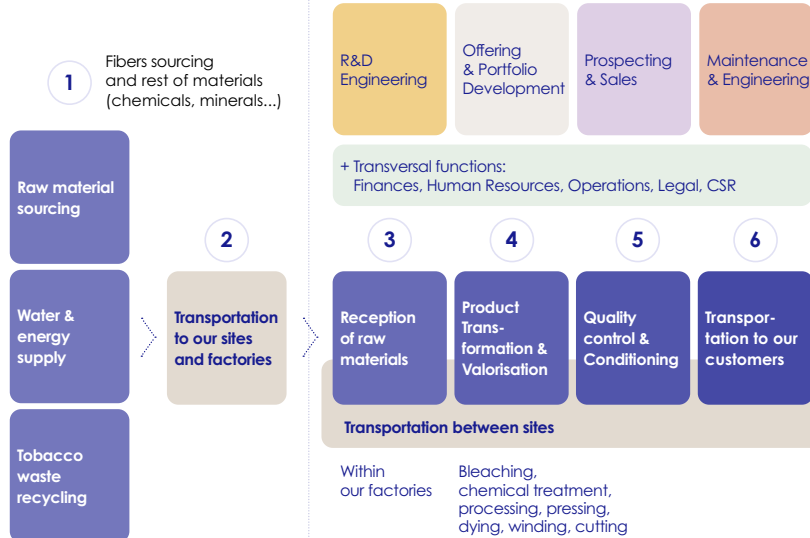 1
Fibers sourcing
and rest of materials
(chemicals, minerals...)
Raw material
sourcing
Water &
energy
supply
Tobacco
waste
recycling
2
Transportation
to our sites
and factories
R&D
Engineering
Offering
& Portfolio
Development
Prospecting
& Sales
Maintenance
& Engineering
+ Transversal functions:
Finances, Human Resources, Operations, Legal, CSR
3
Reception
of raw
materials
4
Product
Trans-
formation &
Valorisation
5
Quality
control &
Conditioning
6
Transpor-
tation to our
customers
Transportation between sites
Within
our factories
Bleaching,
chemical treatment,
processing, pressing,
dying, winding, cutting